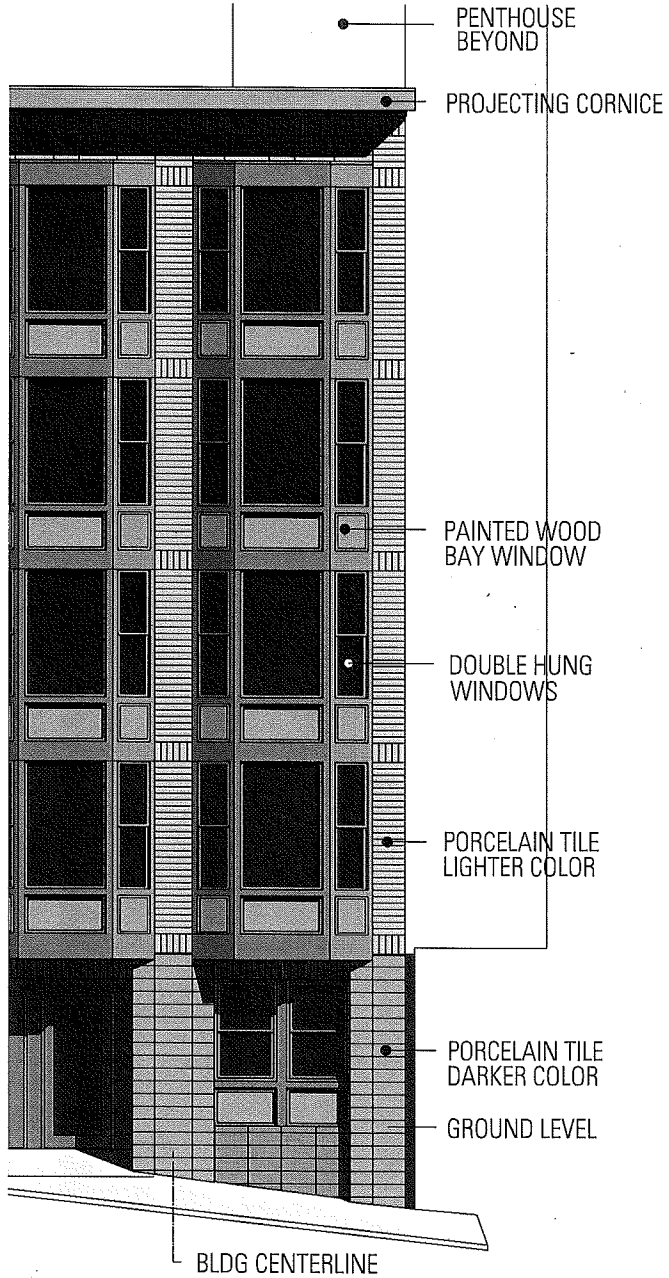 PENTHOUSE
BEYOND
PROJECTING CORNICE
PAINTED WOOD
BAY WINDOW
DOUBLE HUNG
WINDOWS
PORCELAIN TILE
LIGHTER COLOR
PORCELAIN TILE
DARKER COLOR
GROUND LEVEL
BLDG CENTERLINE